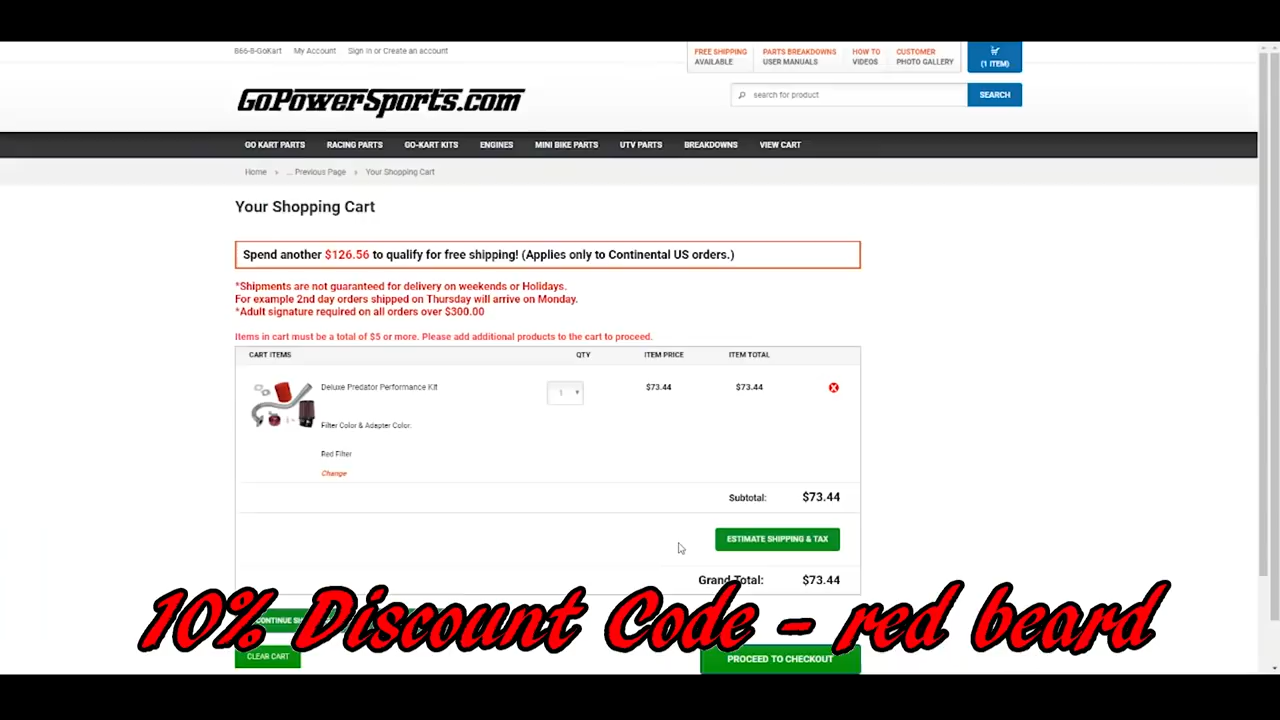 866-8-GoKart My Account Sign In or Create an account
FREE SHIPPING AVAILABLE
PARTS BREAKDOWNS USER MANUALS
HOW TO VIDEOS
CUSTOMER PHOTO GALLERY
(1 ITEM)
GoPowerSports.com
search for product
SEARCH
GO KART PARTS RACING PARTS GO-KART KITS ENGINES MINI BIKE PARTS UTV PARTS BREAKDOWNS VIEW CART
Home ... Previous Page Your Shopping Cart
Your Shopping Cart
Spend another $126.56 to qualify for free shipping! (Applies only to Continental US orders.)
*Shipments are not guaranteed for delivery on weekends or Holidays.
For example 2nd day orders shipped on Thursday will arrive on Monday.
*Adult signature required on all orders over $300.00
Items in cart must be a total of $5 or more. Please add additional products to the cart to proceed.
CART ITEMS QTY ITEM PRICE ITEM TOTAL
Deluxe Predator Performance Kit 1 $73.44 $73.44
Filter Color & Adapter Color:
Red Filter
Change
Subtotal: $73.44
ESTIMATE SHIPPING & TAX
Grand Total: $73.44
10% Discount Code - red beard
CONTINUE
CLEAR CART
PROCEED TO CHECKOUT